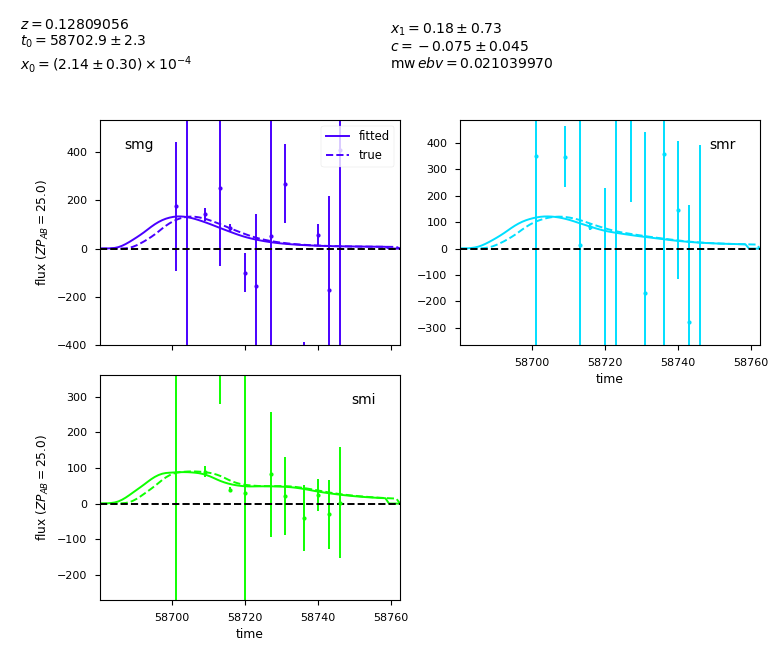 z = 0.12809056
t₀ = 58702.9 ± 2.3
x₀ = (2.14 ± 0.30) × 10⁻⁴
x₁ = 0.18 ± 0.73
c = −0.075 ± 0.045
mw ebv = 0.021039970
smg
fitted
true
400
200
0
−200
−400
flux (ZP_AB = 25.0)
smr
400
300
200
100
0
−100
−200
−300
58700 58720 58740 58760
time
smi
300
200
100
0
−100
−200
flux (ZP_AB = 25.0)
58700 58720 58740 58760
time